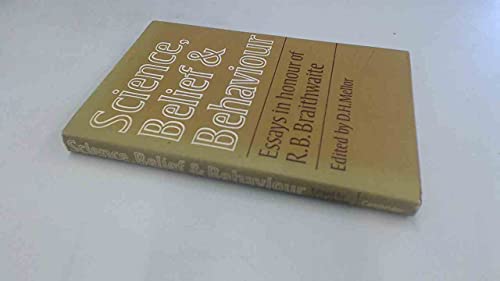 Science,
Belief &
Behaviour
Essays in honour of
R.B. Braithwaite
Edited by D.H. Mellor
Science, Belief & Behaviour